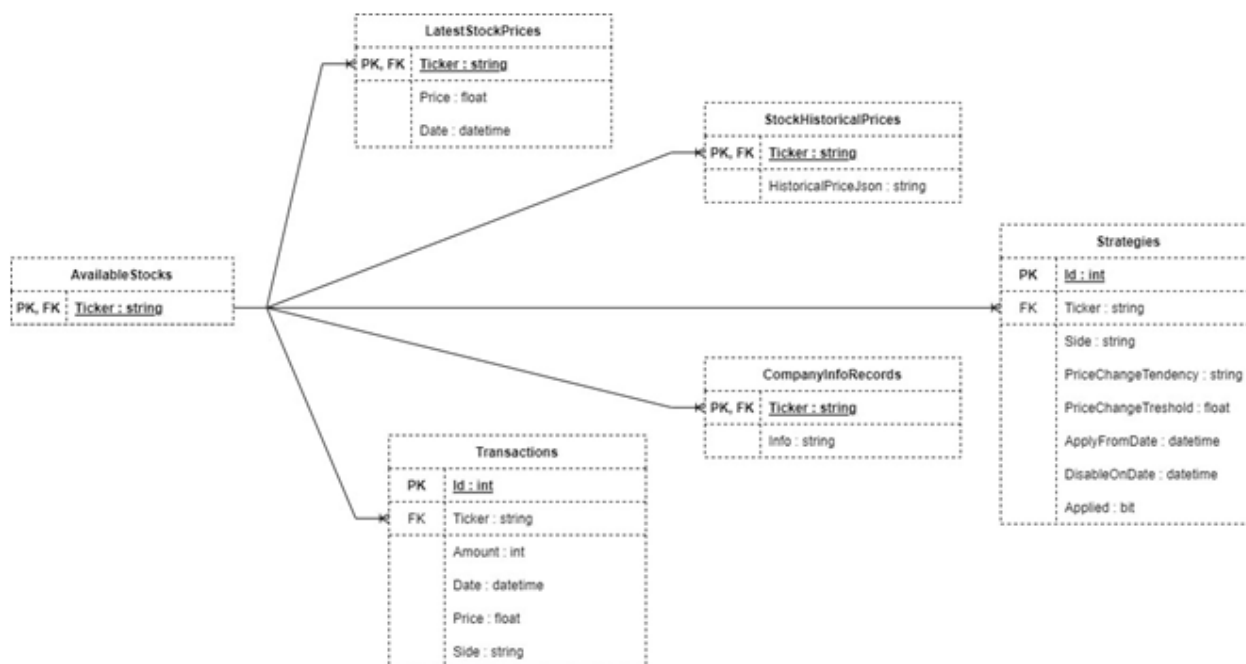 LatestStockPrices
PK, FK Ticker : string
Price : float
Date : datetime
StockHistoricalPrices
PK, FK Ticker : string
HistoricalPriceJson : string
AvailableStocks
PK, FK Ticker : string
Strategies
PK Id : int
FK Ticker : string
Side : string
PriceChangeTendency : string
PriceChangeTreshold : float
ApplyFromDate : datetime
DisableOnDate : datetime
Applied : bit
CompanyInfoRecords
PK, FK Ticker : string
Info : string
Transactions
PK Id : int
FK Ticker : string
Amount : int
Date : datetime
Price : float
Side : string